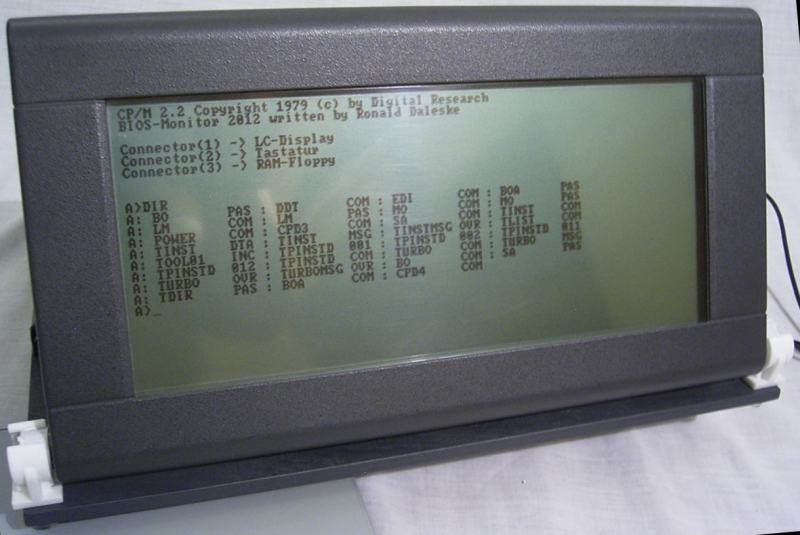 CP/M 2.2 Copyright 1979 (c) by Digital Research
BIOS-Monitor 2012 written by Ronald Daleske
Connector(1) -> LC-Display
Connector(2) -> Tastatur
Connector(3) -> RAM-Floppy
A>DIR
A: BO PAS : DDT COM : EDI COM : BOA PAS
A: LM COM : LM PAS : MO COM : MO PAS
A: POWER COM : CPD3 COM : SA COM : TINST COM
A: TINST DTA : TINST MSG : TINSTMSG OVR : TLIST COM
A: TOOL01 INC : TPINSTD 001 : TPINSTD 002 : TPINSTD 011
A: TPINSTD 012 : TPINSTD COM : TURBO COM : TURBO MSG
A: TURBO OVR : TURBOMSG OVR : BO COM : SA PAS
A: TDIR PAS : BOA COM : CPD4 COM
A>_